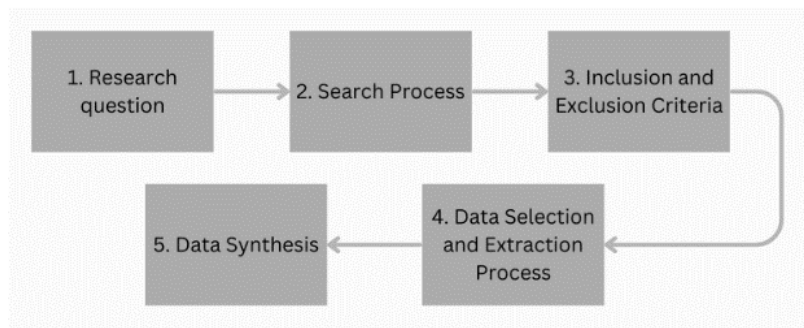 1. Research
question
2. Search Process
3. Inclusion and
Exclusion Criteria
4. Data Selection
and Extraction
Process
5. Data Synthesis